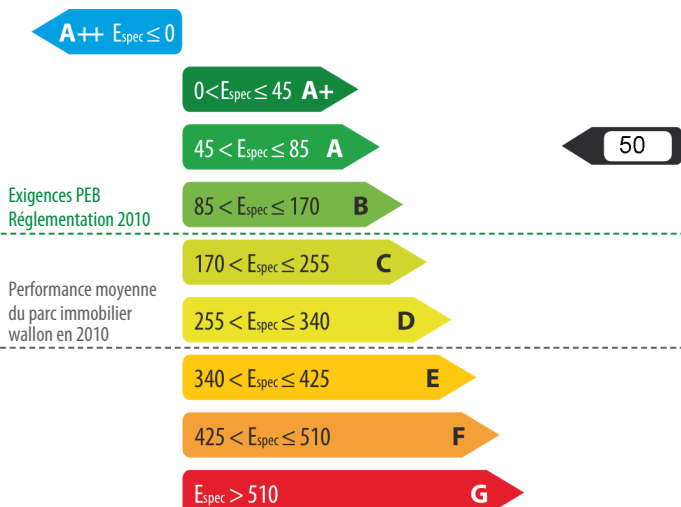 A++ Espec ≤ 0
0<Espec ≤ 45 A+
45 < Espec ≤ 85 A
50
Exigences PEB
Réglementation 2010
85 < Espec ≤ 170 B
170 < Espec ≤ 255 C
Performance moyenne
du parc immobilier
wallon en 2010
255 < Espec ≤ 340 D
340 < Espec ≤ 425 E
425 < Espec ≤ 510 F
Espec > 510 G